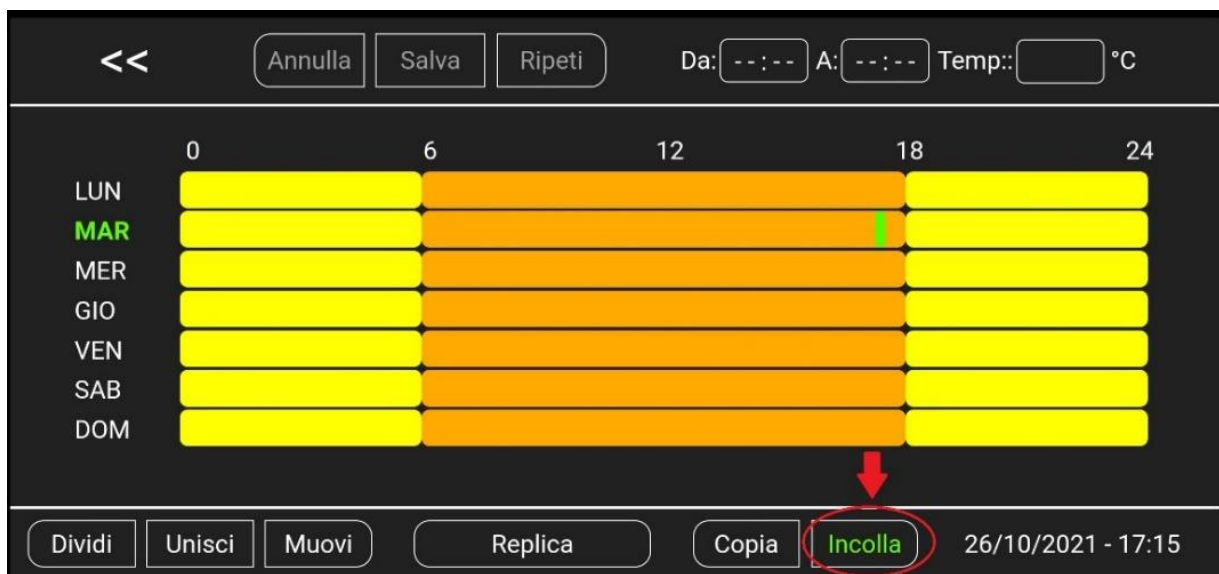 << Annulla Salva Ripeti Da: --:-- A: --:-- Temp:: °C
0 6 12 18 24
LUN
MAR
MER
GIO
VEN
SAB
DOM
Dividi Unisci Muovi Replica Copia Incolla 26/10/2021 - 17:15